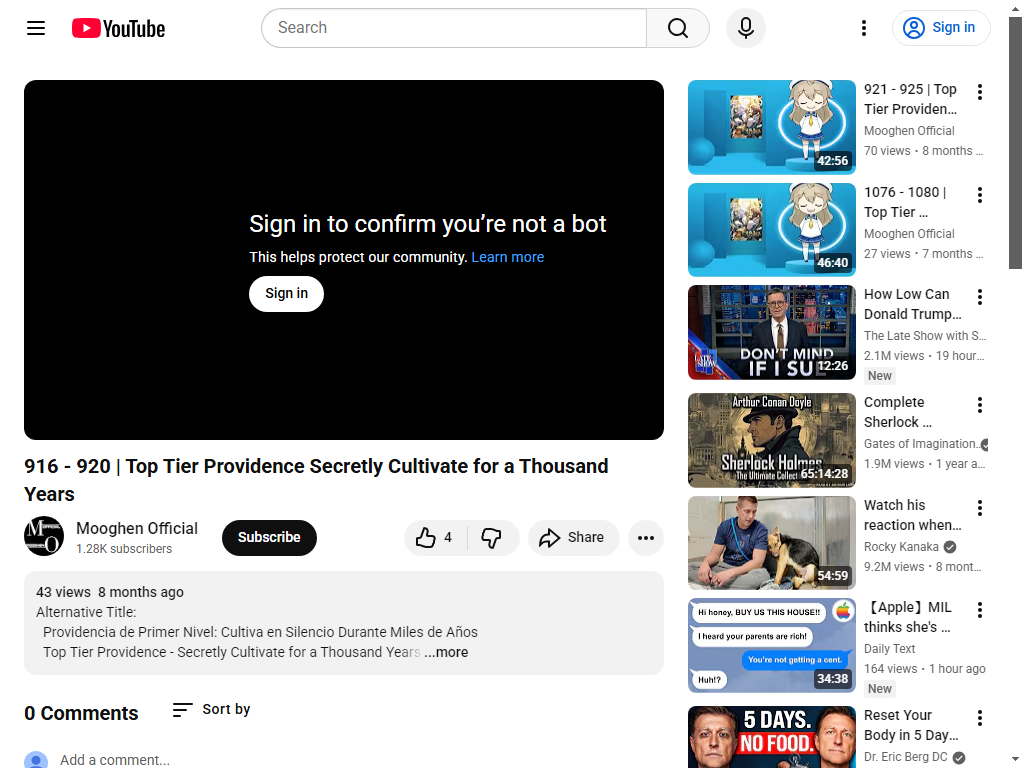 YouTube
Search
Sign in
Sign in to confirm you’re not a bot
This helps protect our community. Learn more
Sign in
916 - 920 | Top Tier Providence Secretly Cultivate for a Thousand
Years
Mooghen Official
1.28K subscribers
Subscribe
4
Share
43 views 8 months ago
Alternative Title:
Providencia de Primer Nivel: Cultiva en Silencio Durante Miles de Años
Top Tier Providence - Secretly Cultivate for a Thousand Years ...more
0 Comments
Sort by
Add a comment...
42:56
921 - 925 | Top
Tier Providen...
Mooghen Official
70 views • 8 months ...
46:40
1076 - 1080 |
Top Tier ...
Mooghen Official
27 views • 7 months ...
LATE SHOW
DON'T MIND
IF I SUE
12:26
How Low Can
Donald Trump...
The Late Show with S...
2.1M views • 19 hour...
New
Arthur Conan Doyle
Sherlock Holmes
The Ultimate Collect
65:14:28
Complete
Sherlock ...
Gates of Imagination...
1.9M views • 1 year a...
54:59
Watch his
reaction when...
Rocky Kanaka
9.2M views • 8 mont...
Hi honey, BUY US THIS HOUSE!!
I heard your parents are rich!
You're not getting a cent.
Huh!?
34:38
【Apple】MIL
thinks she's ...
Daily Text
164 views • 1 hour ago
New
5 DAYS.
NO FOOD.
Reset Your
Body in 5 Day...
Dr. Eric Berg DC